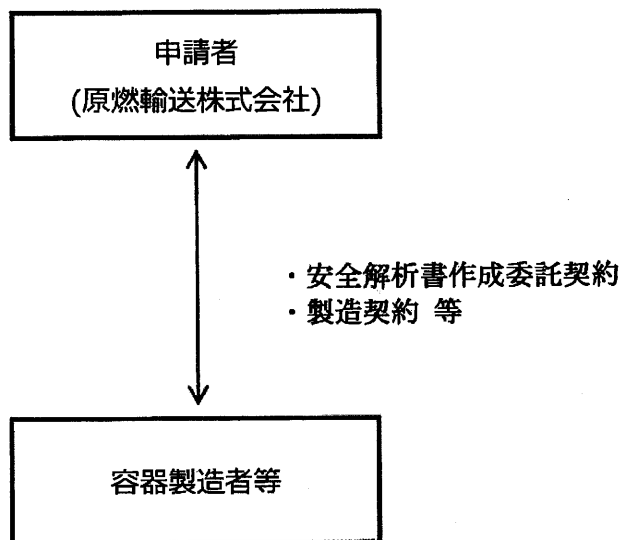 申請者
(原燃輸送株式会社)
・安全解析書作成委託契約
・製造契約 等
容器製造者等